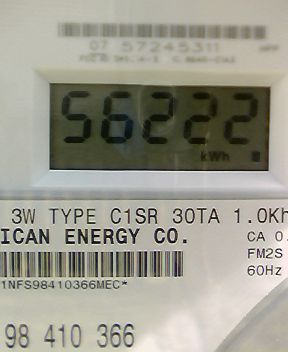 07 57245311
56222
kWh
3W TYPE C1SR 30TA 1.0Kh
ICAN ENERGY CO.
CA 0.
FM2S
60Hz
1NFS98410366MEC*
98 410 366